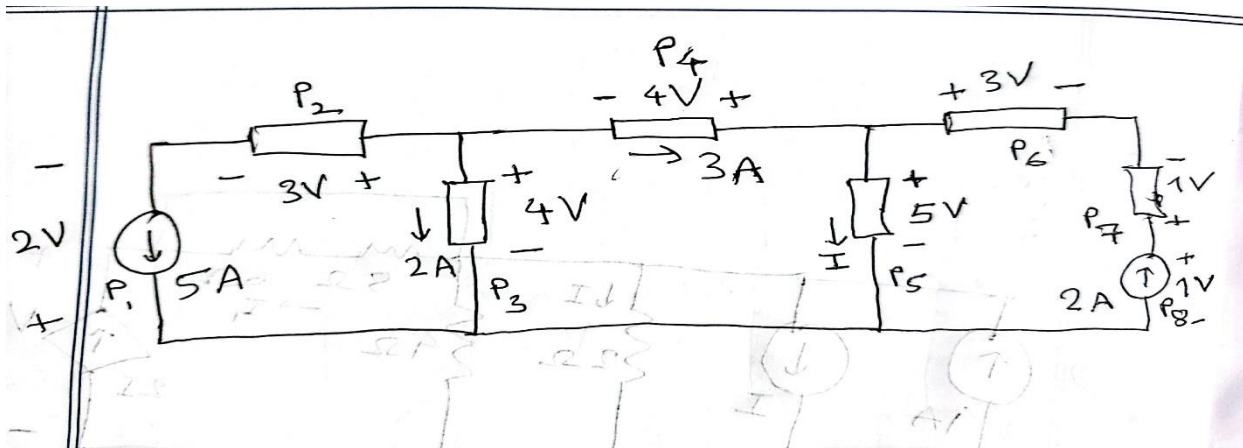 P4
- 4V +
→ 3A
P2
- 3V +
+ 3V -
P6
-
2V
+
P1
5A
+
4V
-
↓
2A
P3
+
5V
-
↓
I
P5
-
1V
+
P7
+
1V
-
2A
P8